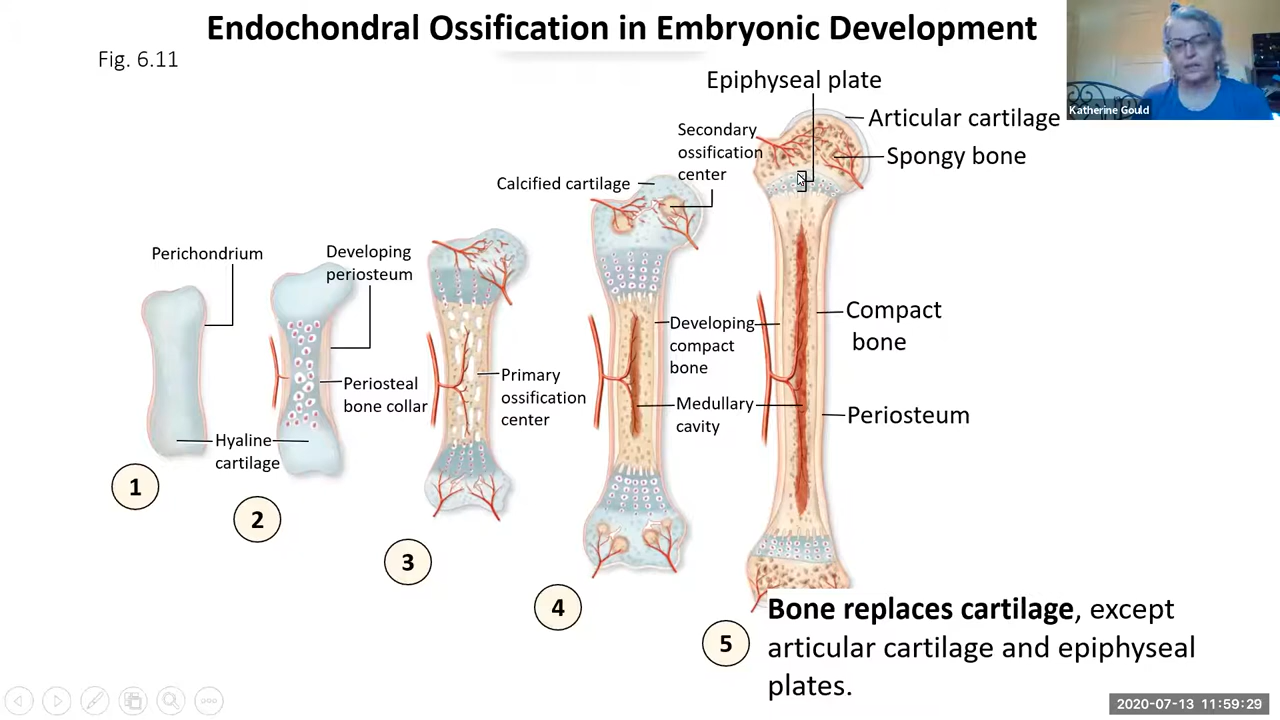 Endochondral Ossification in Embryonic Development
Fig. 6.11
Katherine Gould
Epiphyseal plate
Articular cartilage
Spongy bone
Secondary
ossification
center
Calcified cartilage
Perichondrium
Developing
periosteum
Periosteal
bone collar
Hyaline
cartilage
Primary
ossification
center
Developing
compact
bone
Medullary
cavity
Compact
bone
Periosteum
1
2
3
4
5
Bone replaces cartilage, except
articular cartilage and epiphyseal
plates.
2020-07-13 11:59:29